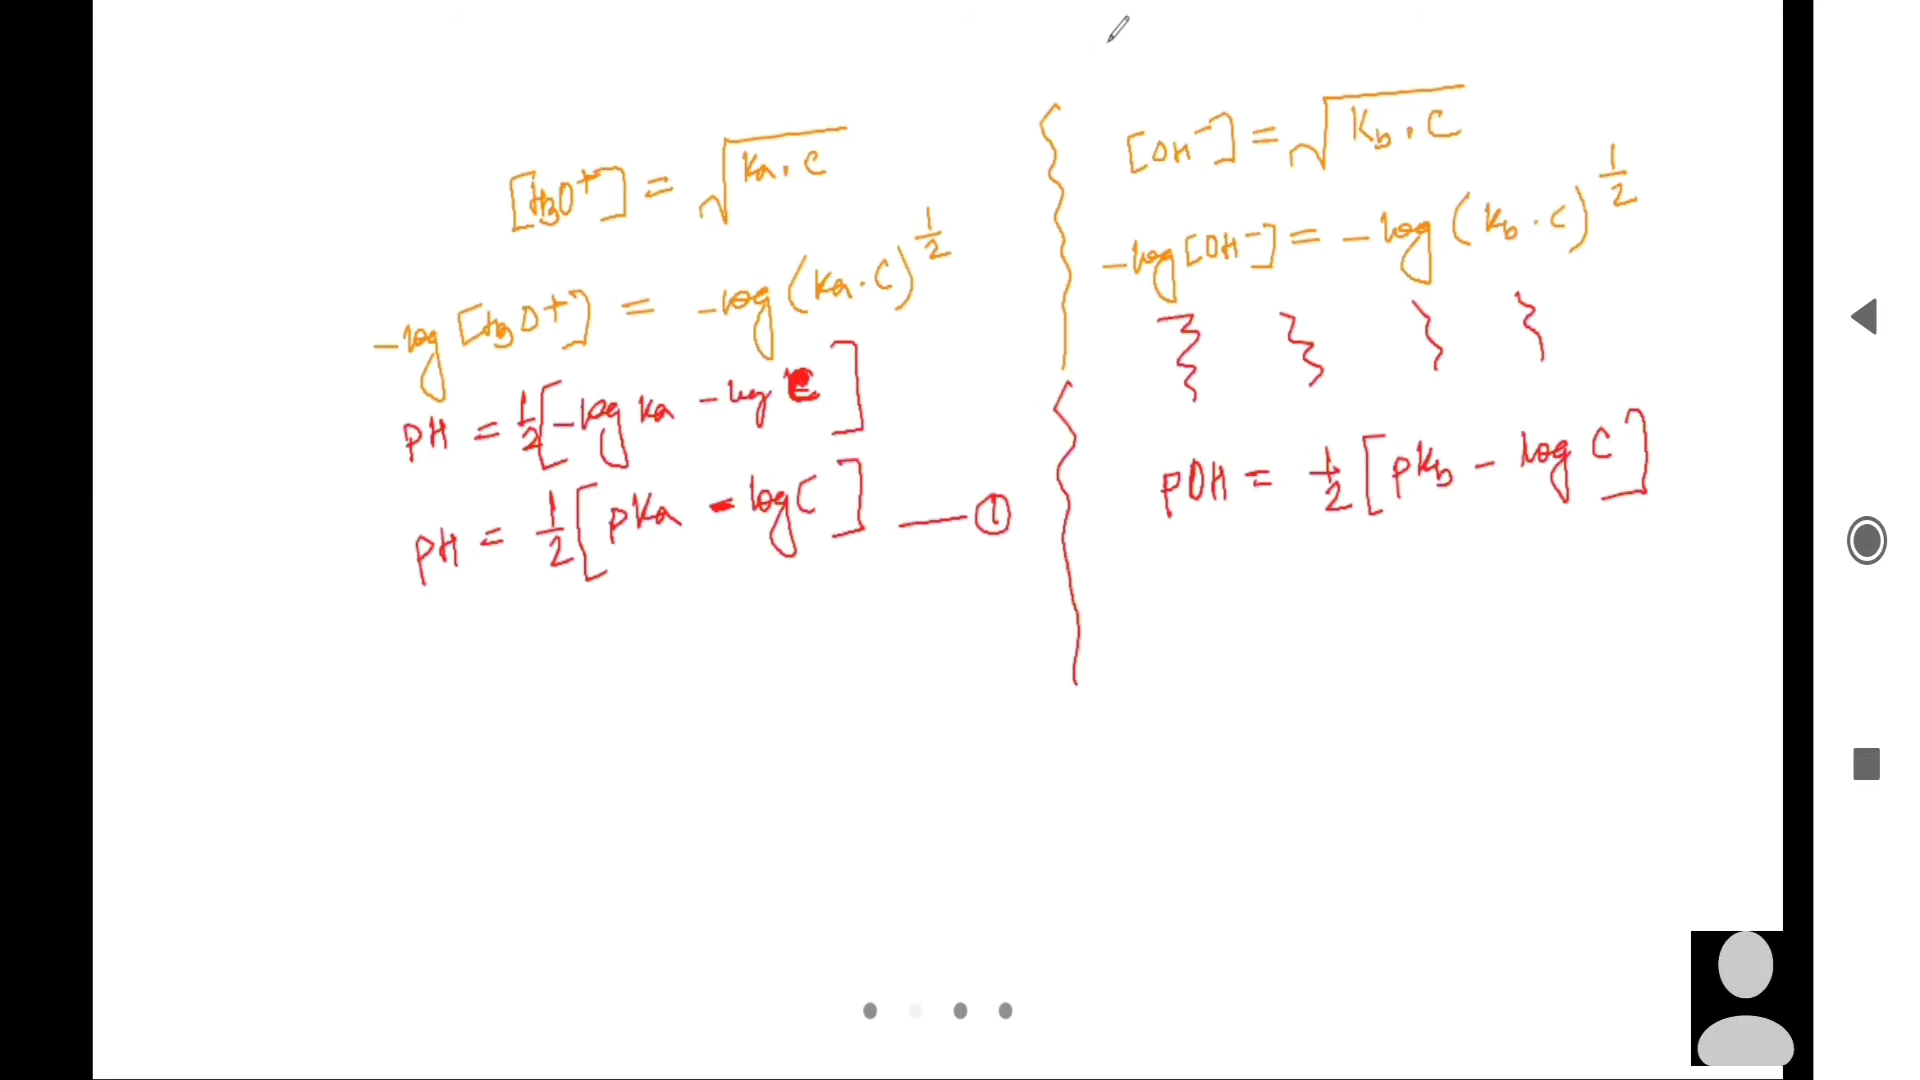 [H3O+] = √Ka.C
-log [H3O+] = -log (Ka.C)^1/2
PH = 1/2 [-log Ka - log C]
PH = 1/2 [PKa - log C] — ①
[OH-] = √Kb.C
-log [OH-] = -log (Kb.C)^1/2
POH = 1/2 [PKb - log C]